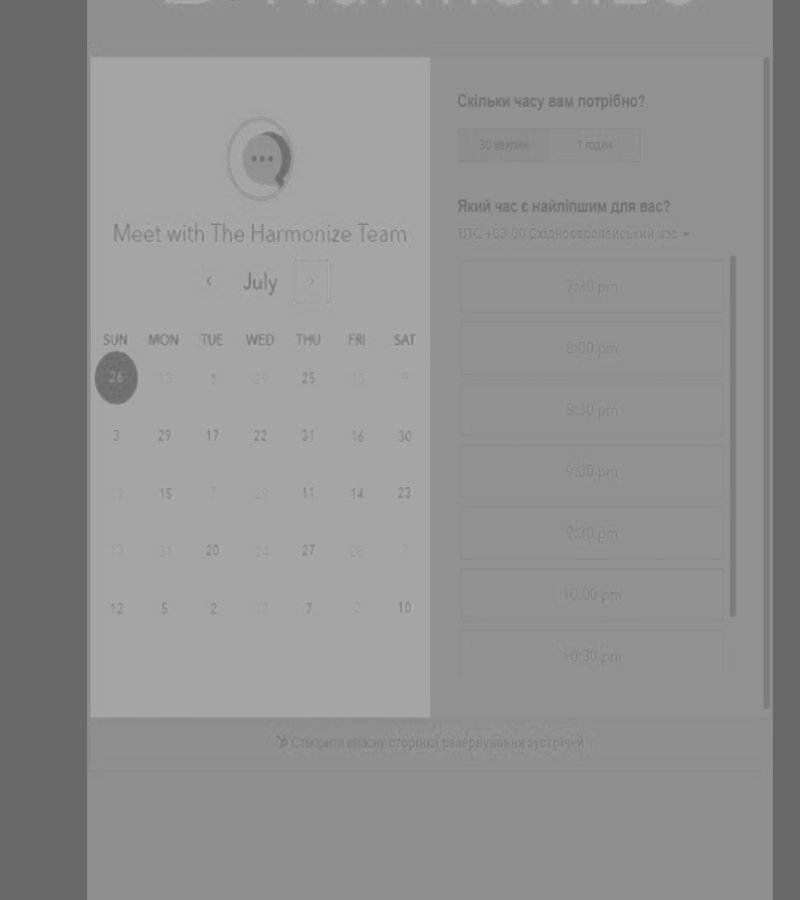 Meet with The Harmonize Team
‹ July ›
SUN MON TUE WED THU FRI SAT
26 13 1 29 25 10 9
3 29 17 22 31 16 30
19 15 7 29 11 14 23
13 31 20 24 27 28 7
12 5 2 17 7 2 10
Скільки часу вам потрібно?
30 хвилин 1 годин
Який час є найліпшим для вас?
UTC +03:00 Східноєвропейський час
7:30 pm
8:00 pm
8:30 pm
9:00 pm
9:30 pm
10:00 pm
10:30 pm
Створити власну сторінка резервування зустрічей